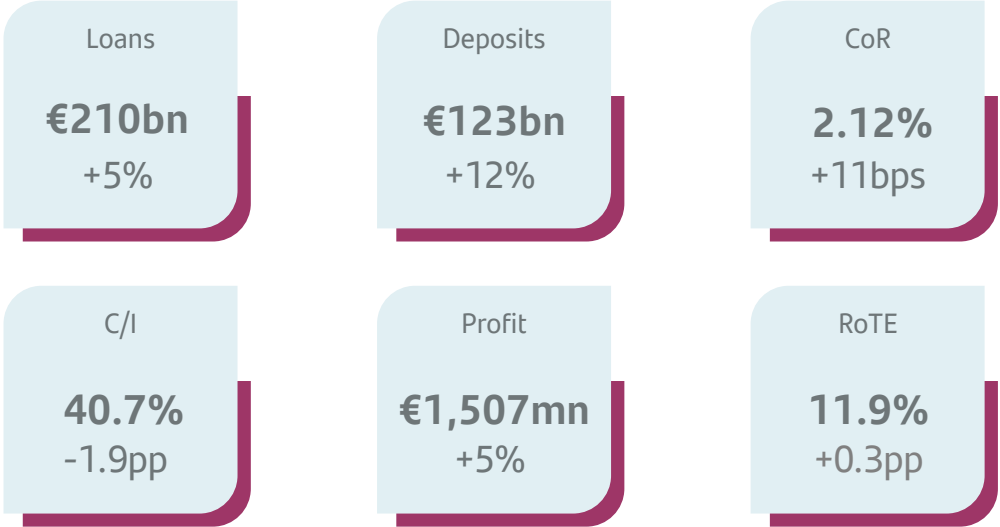 Loans
€210bn
+5%
Deposits
€123bn
+12%
CoR
2.12%
+11bps
C/I
40.7%
-1.9pp
Profit
€1,507mn
+5%
RoTE
11.9%
+0.3pp